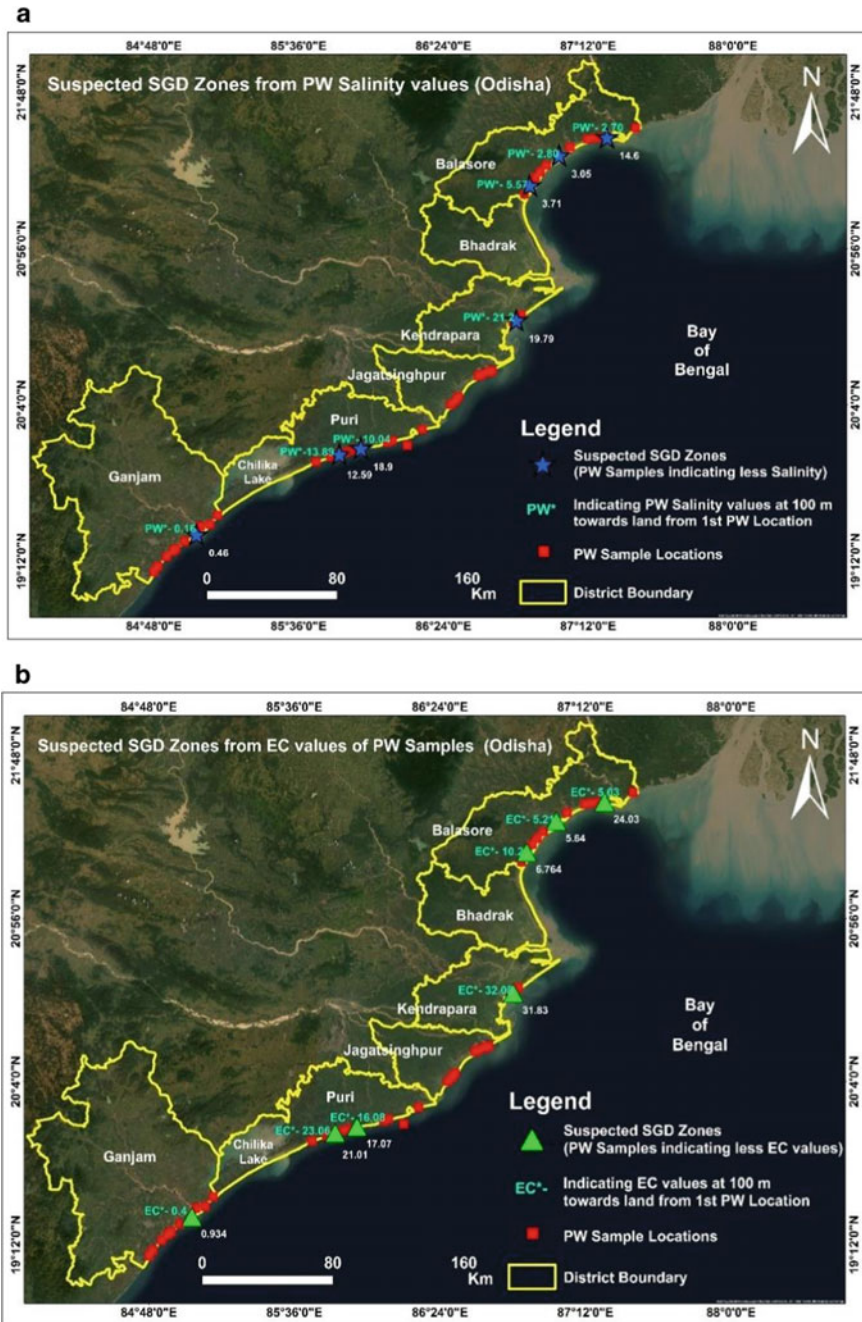 a
84°48'0"E 85°36'0"E 86°24'0"E 87°12'0"E 88°0'0"E
Suspected SGD Zones from PW Salinity values (Odisha)
N
21°48'0"N
21°48'0"N
PW*- 2.70
Balasore
PW*- 2.80
14.6
3.05
PW*- 5.57
3.71
20°56'0"N
20°56'0"N
Bhadrak
PW*- 21.2
19.79
Kendrapara
Bay
of
Bengal
Jagatsinghpur
20°4'0"N
20°4'0"N
Puri
PW*- 10.04
PW*-13.89
18.9
12.59
Chilika
Lake
Ganjam
PW*- 0.16
0.46
19°12'0"N
19°12'0"N
Legend
Suspected SGD Zones
(PW Samples indicating less Salinity)
PW* Indicating PW Salinity values at 100 m
towards land from 1st PW Location
PW Sample Locations
District Boundary
0 80 160
Km
84°48'0"E 85°36'0"E 86°24'0"E 87°12'0"E 88°0'0"E
b
84°48'0"E 85°36'0"E 86°24'0"E 87°12'0"E 88°0'0"E
Suspected SGD Zones from EC values of PW Samples (Odisha)
N
21°48'0"N
21°48'0"N
EC*- 5.03
Balasore
EC*- 5.21
24.03
5.64
EC*- 10.2
6.764
20°56'0"N
20°56'0"N
Bhadrak
31.83
Kendrapara
Bay
of
Bengal
Jagatsinghpur
20°4'0"N
20°4'0"N
Puri
EC*- 16.08
EC*- 23.06
17.07
21.01
Chilika
Lake
Ganjam
EC*- 0.4
0.934
19°12'0"N
19°12'0"N
Legend
Suspected SGD Zones
(PW Samples indicating less EC values)
EC*- Indicating EC values at 100 m
towards land from 1st PW Location
PW Sample Locations
District Boundary
0 80 160
Km
84°48'0"E 85°36'0"E 86°24'0"E 87°12'0"E 88°0'0"E